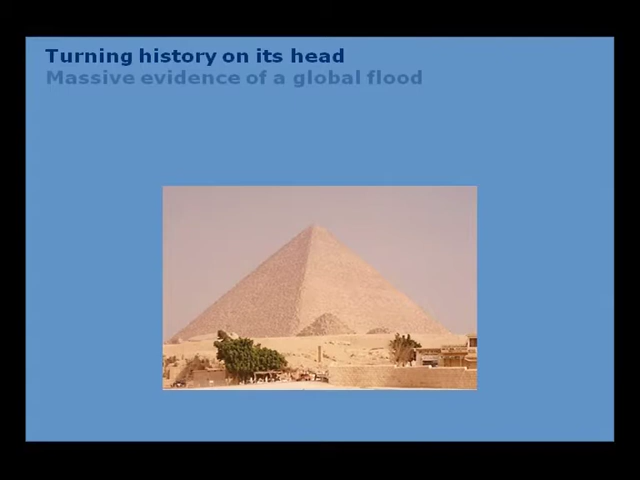 Turning history on its head
Massive evidence of a global flood